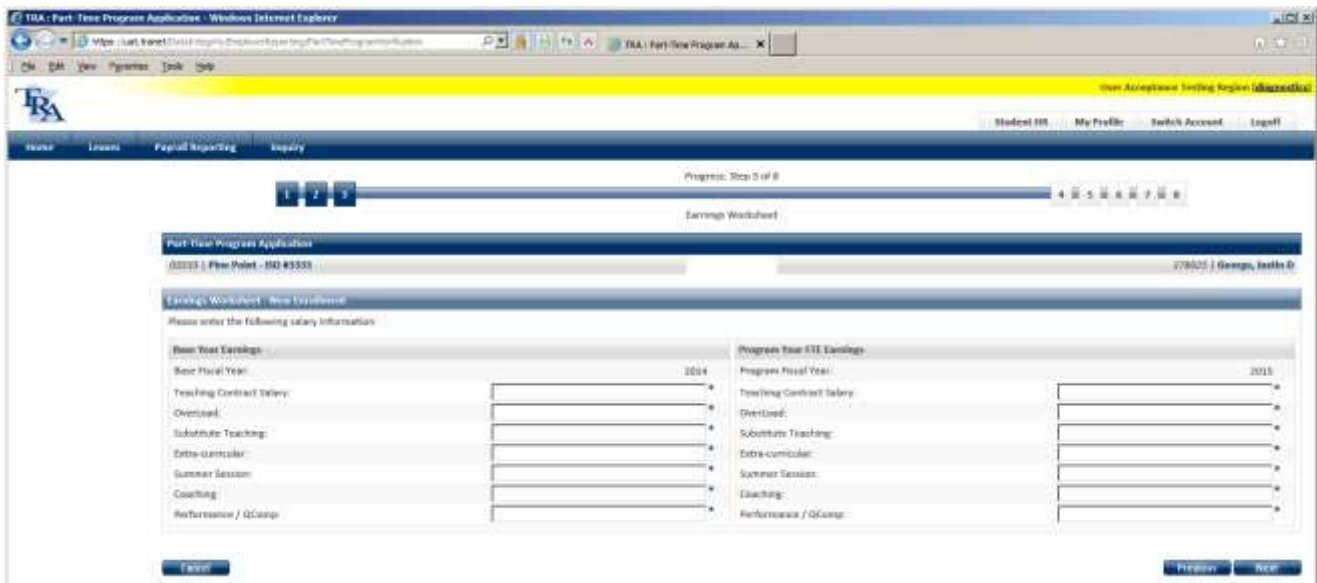 TRA : Part-Time Program Application - Windows Internet Explorer
TRA : Part-Time Program Ap...
File Edit View Favorites Tools Help
User Acceptance Testing Region (diagnostics)
TRA
Student HR My Profile Switch Account Logoff
Home Leaves Payroll Reporting Inquiry
Progress: Step 3 of 8
1 2 3 4 5 6 7 8
Earnings Worksheet
Part-Time Program Application
Pine Point - ISD #3333 | George, Justin D
Earnings Worksheet - New Enrollment
Please enter the following salary information
Base Year Earnings Program Year FTE Earnings
Base Fiscal Year: 2014 Program Fiscal Year: 2015
Teaching Contract Salary: * Teaching Contract Salary: *
OverLoad: * OverLoad: *
Substitute Teaching: * Substitute Teaching: *
Extra-curricular: * Extra-curricular: *
Summer Session: * Summer Session: *
Coaching: * Coaching: *
Performance / QComp: * Performance / QComp: *
Cancel Previous Next